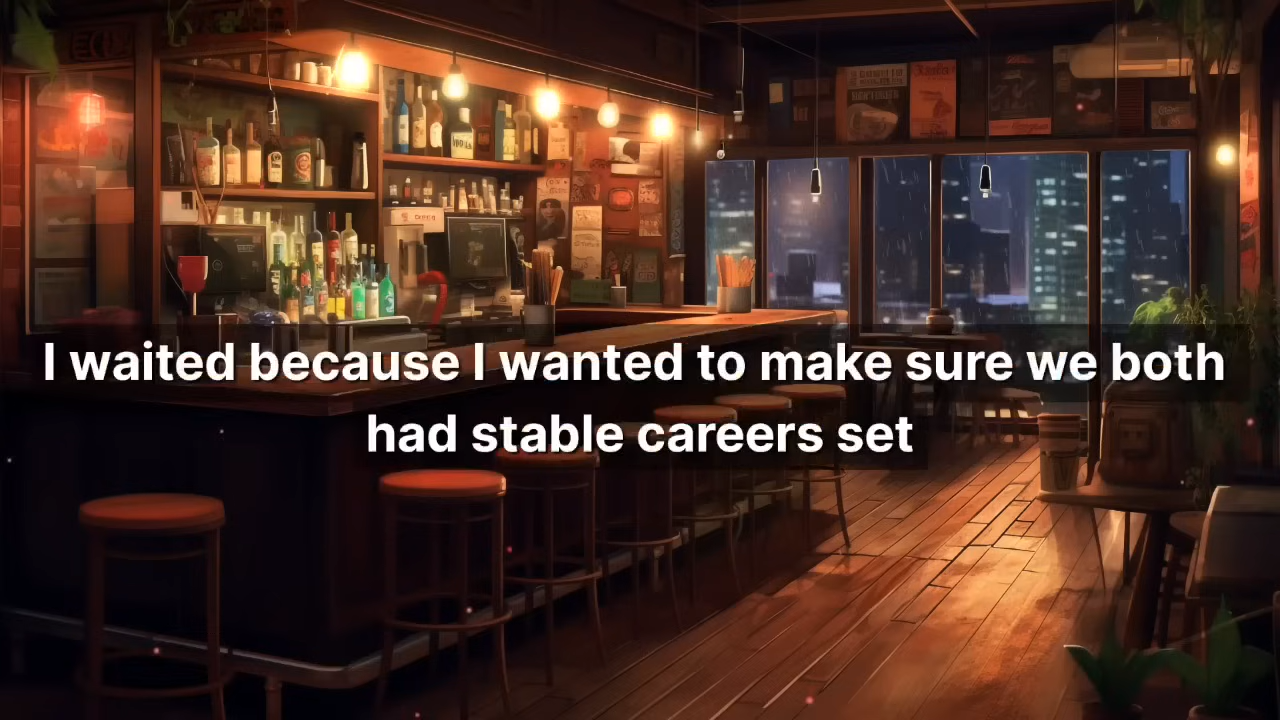 I waited because I wanted to make sure we both
had stable careers set